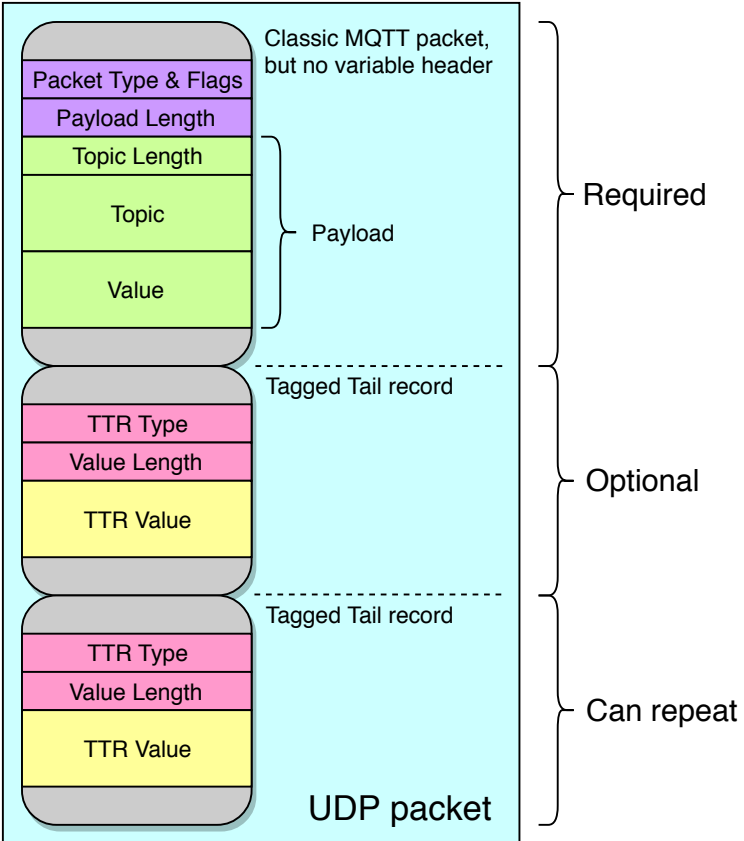 Classic MQTT packet,
but no variable header
Packet Type & Flags
Payload Length
Topic Length
Topic
Value
Payload
Required
Tagged Tail record
TTR Type
Value Length
TTR Value
Optional
Tagged Tail record
TTR Type
Value Length
TTR Value
Can repeat
UDP packet